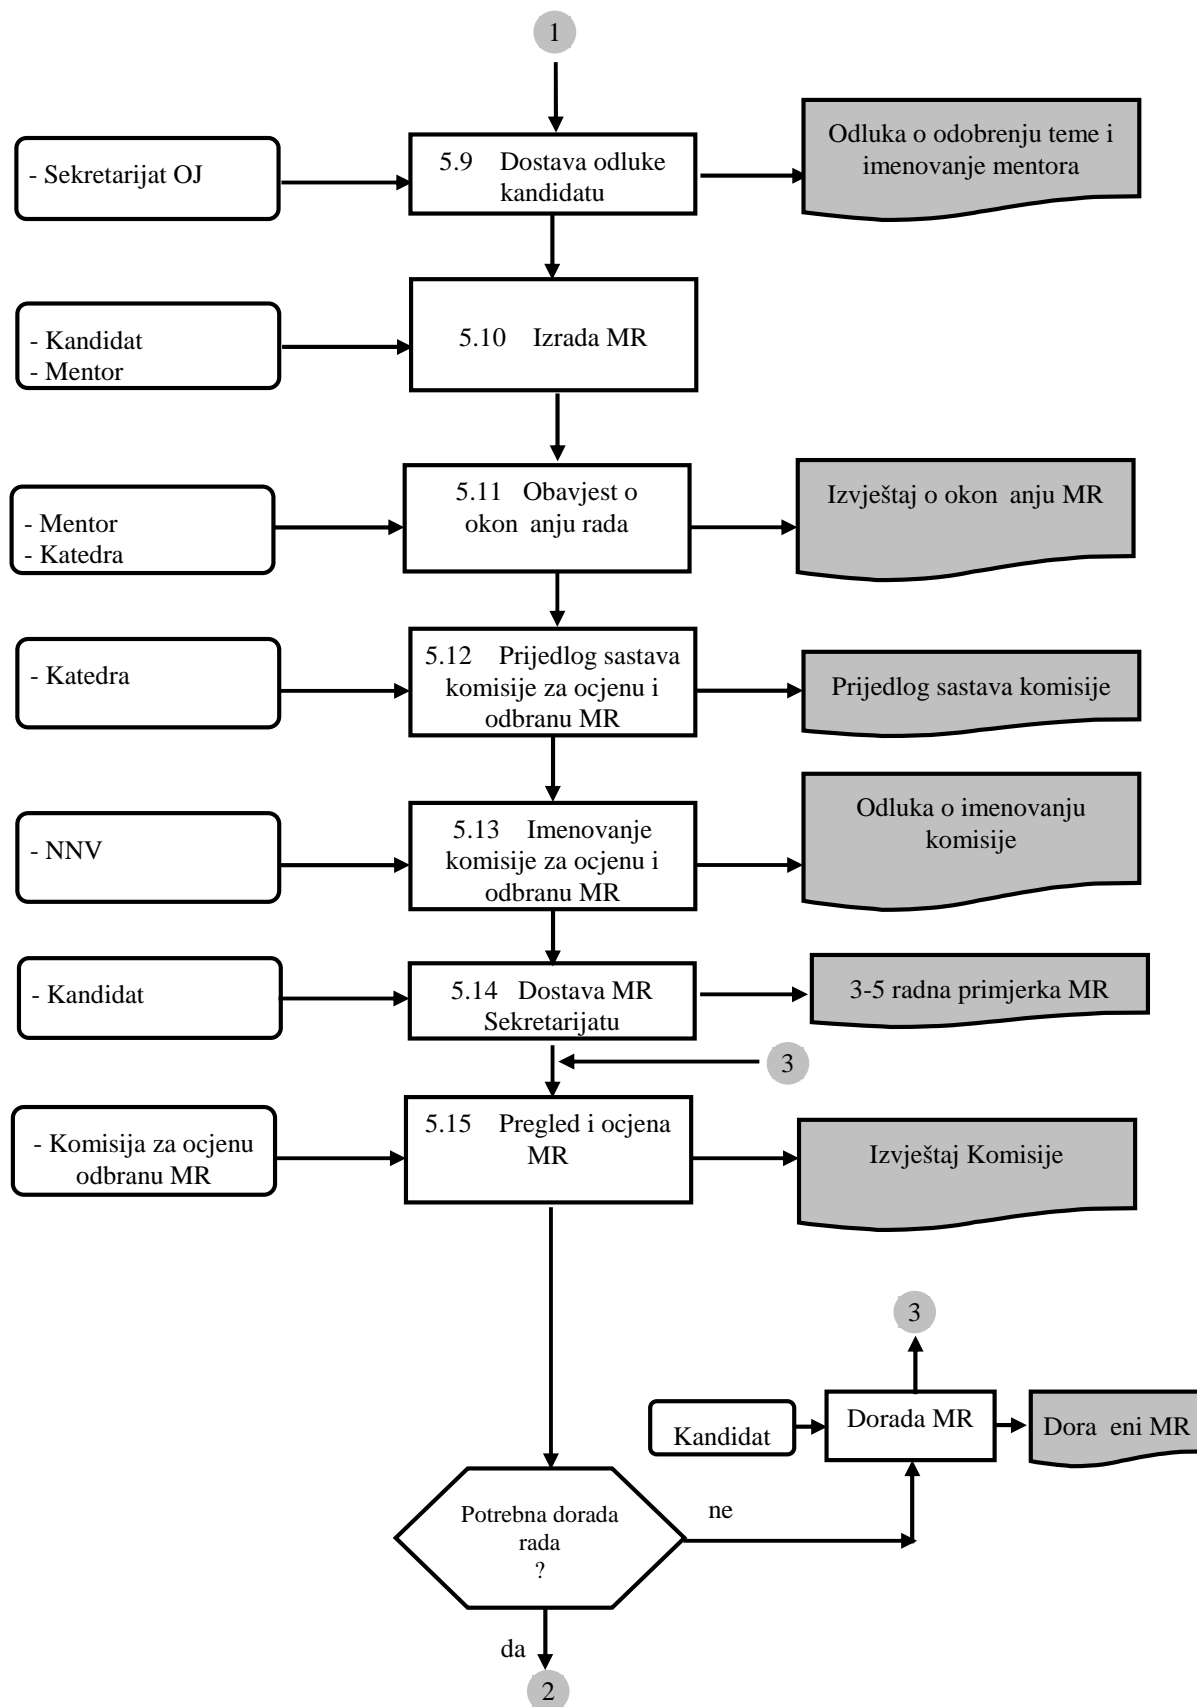 1
- Sekretarijat OJ
5.9 Dostava odluke
kandidatu
Odluka o odobrenju teme i
imenovanje mentora
- Kandidat
- Mentor
5.10 Izrada MR
- Mentor
- Katedra
5.11 Obavjest o
okon anju rada
Izvještaj o okon anju MR
- Katedra
5.12 Prijedlog sastava
komisije za ocjenu i
odbranu MR
Prijedlog sastava komisije
- NNV
5.13 Imenovanje
komisije za ocjenu i
odbranu MR
Odluka o imenovanju
komisije
- Kandidat
5.14 Dostava MR
Sekretarijatu
3-5 radna primjerka MR
3
- Komisija za ocjenu
odbranu MR
5.15 Pregled i ocjena
MR
Izvještaj Komisije
3
Kandidat
Dorada MR
Dora eni MR
Potrebna dorada
rada
?
ne
da
2